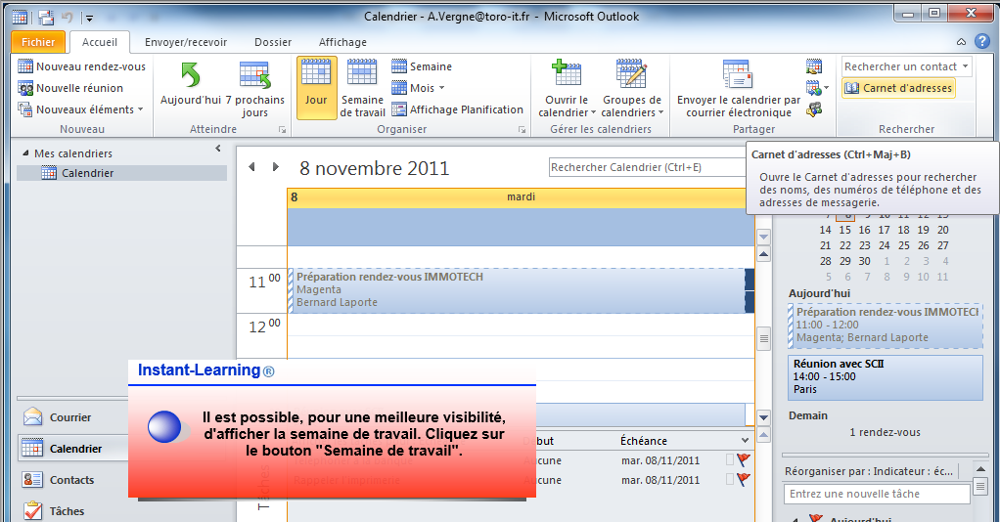 Calendrier - A.Vergne@toro-it.fr - Microsoft Outlook
Fichier Accueil Envoyer/recevoir Dossier Affichage
Nouveau rendez-vous
Nouvelle réunion
Nouveaux éléments
Nouveau
Aujourd'hui
7 prochains
jours
Atteindre
Jour
Semaine
de travail
Semaine
Mois
Affichage Planification
Organiser
Ouvrir le
calendrier
Groupes de
calendriers
Gérer les calendriers
Envoyer le calendrier par
courrier électronique
Partager
Rechercher un contact
Carnet d'adresses
Rechercher
Carnet d'adresses (Ctrl+Maj+B)
Ouvre le Carnet d'adresses pour rechercher
des noms, des numéros de téléphone et des
adresses de messagerie.
Mes calendriers
Calendrier
8 novembre 2011
Rechercher Calendrier (Ctrl+E)
8 mardi
11 00
Préparation rendez-vous IMMOTECH
Magenta
Bernard Laporte
12 00
7 8 9 10 11 12 13
14 15 16 17 18 19 20
21 22 23 24 25 26 27
28 29 30 1 2 3 4
5 6 7 8 9 10 11
Aujourd'hui
Préparation rendez-vous IMMOTECH
11:00 - 12:00
Magenta; Bernard Laporte
Réunion avec SCII
14:00 - 15:00
Paris
Demain
1 rendez-vous
Réorganiser par : Indicateur : éc...
Entrez une nouvelle tâche
Aujourd'hui
Courrier
Calendrier
Contacts
Tâches
Instant-Learning®
Il est possible, pour une meilleure visibilité,
d'afficher la semaine de travail. Cliquez sur
le bouton "Semaine de travail".
Échéance
Aucune mar. 08/11/2011
Aucune mar. 08/11/2011